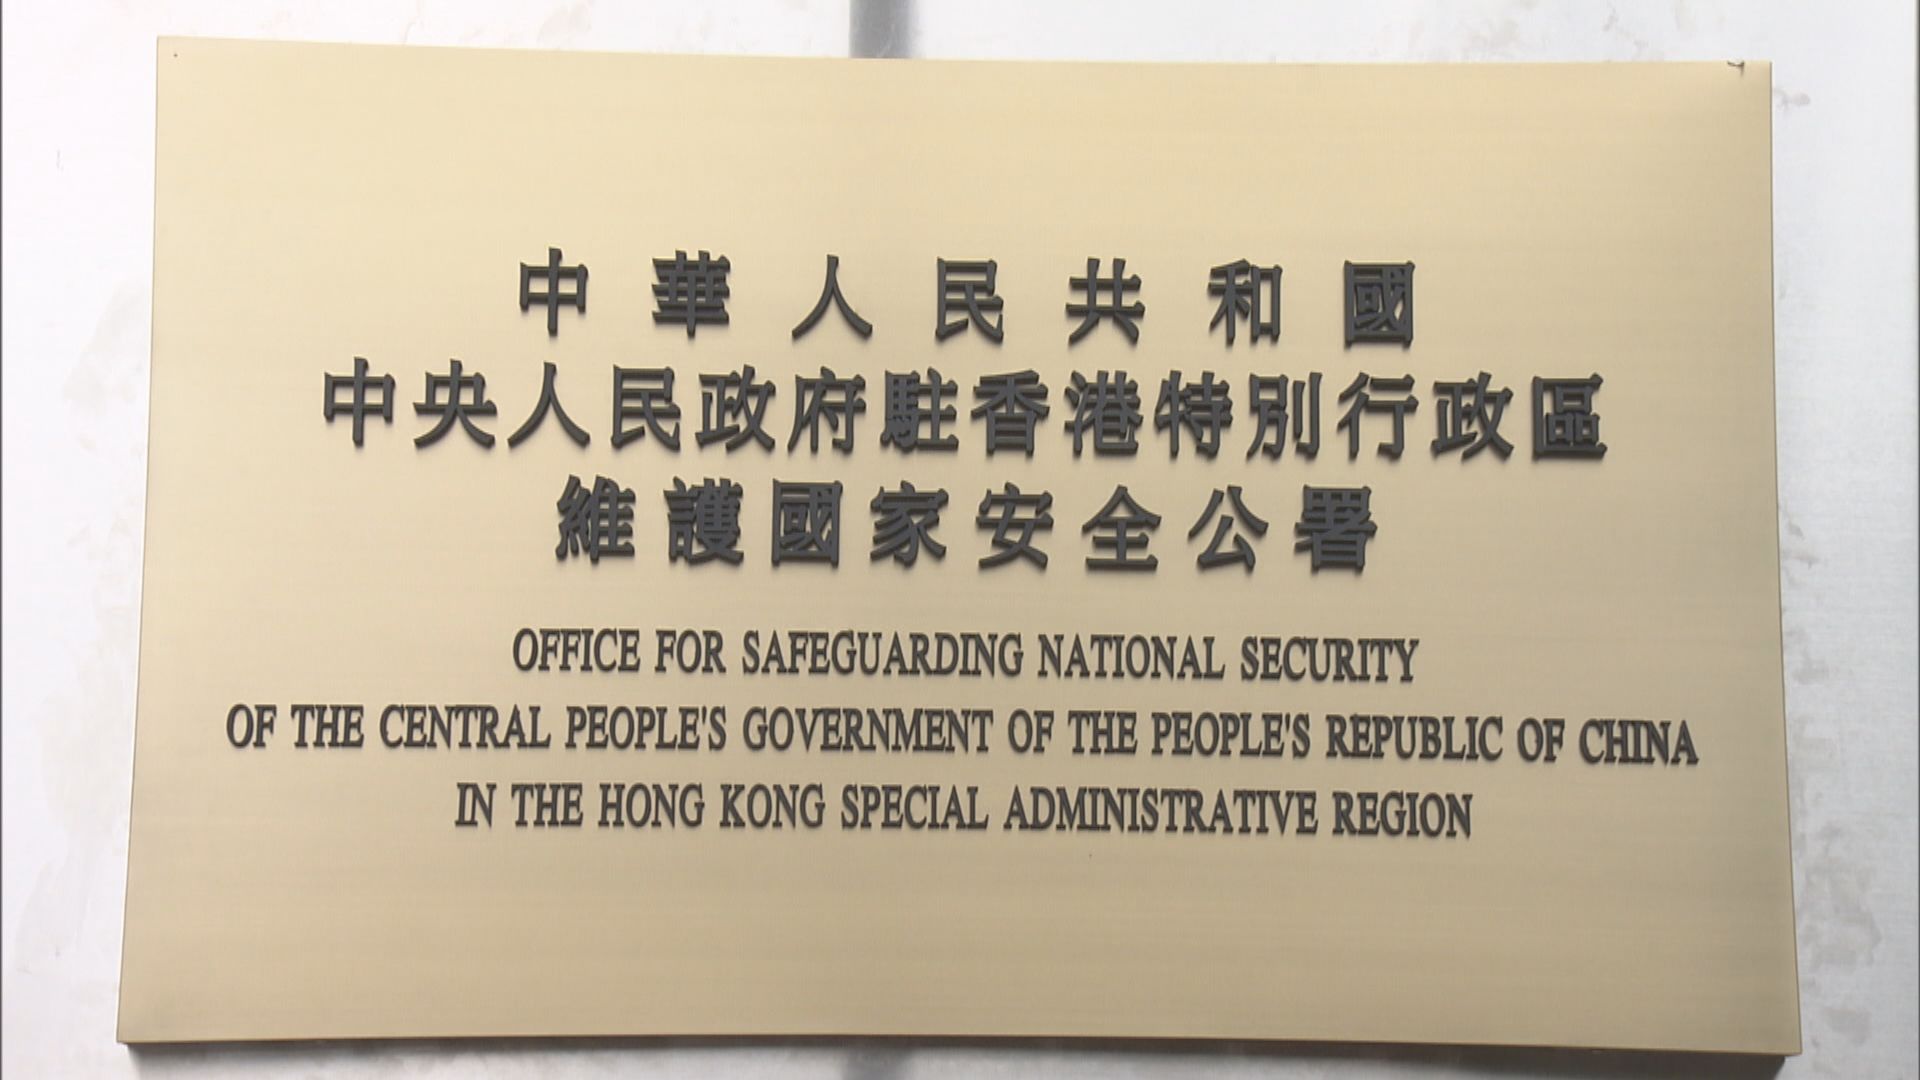 中華人民共和國
中央人民政府駐香港特別行政區
維護國家安全公署
OFFICE FOR SAFEGUARDING NATIONAL SECURITY
OF THE CENTRAL PEOPLE'S GOVERNMENT OF THE PEOPLE'S REPUBLIC OF CHINA
IN THE HONG KONG SPECIAL ADMINISTRATIVE REGION